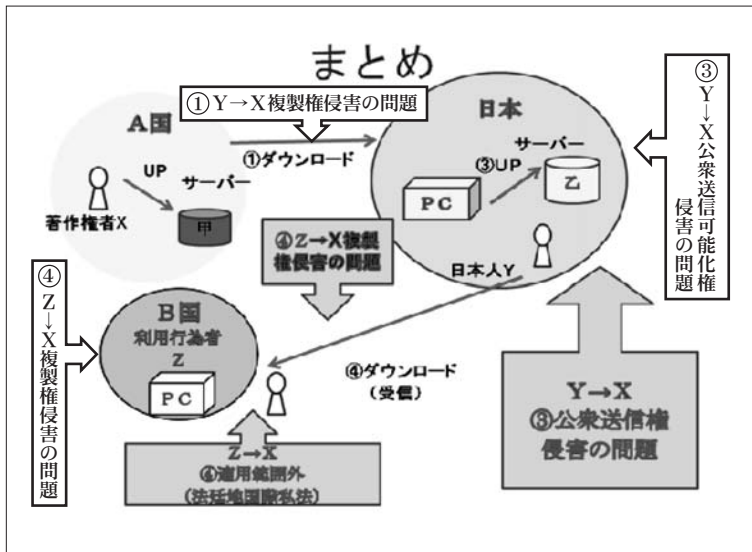 まとめ
①Y→X複製権侵害の問題
③Y→X公衆送信可能化権
侵害の問題
A国
日本
①ダウンロード
UP
サーバー
甲
著作権者X
③UP
サーバー
乙
PC
日本人Y
④Z→X複製
権侵害の問題
④Z→X複製権侵害の問題
B国
利用行為者
Z
PC
④ダウンロード
(受信)
Y→X
③公衆送信権
侵害の問題
Z→X
④適用範囲外
(法廷地国際私法)